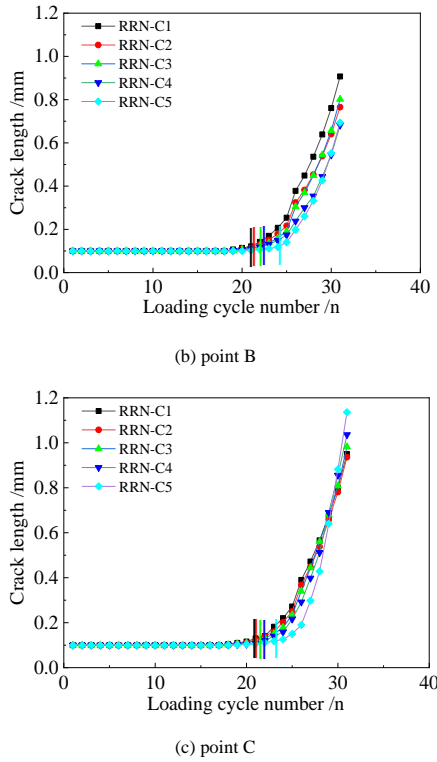 1.2
1.0
0.8
0.6
0.4
0.2
0.0
Crack length /mm
RRN-C1
RRN-C2
RRN-C3
RRN-C4
RRN-C5
0 10 20 30 40
Loading cycle number /n
(b) point B
1.2
1.0
0.8
0.6
0.4
0.2
0.0
Crack length /mm
RRN-C1
RRN-C2
RRN-C3
RRN-C4
RRN-C5
0 10 20 30 40
Loading cycle number /n
(c) point C